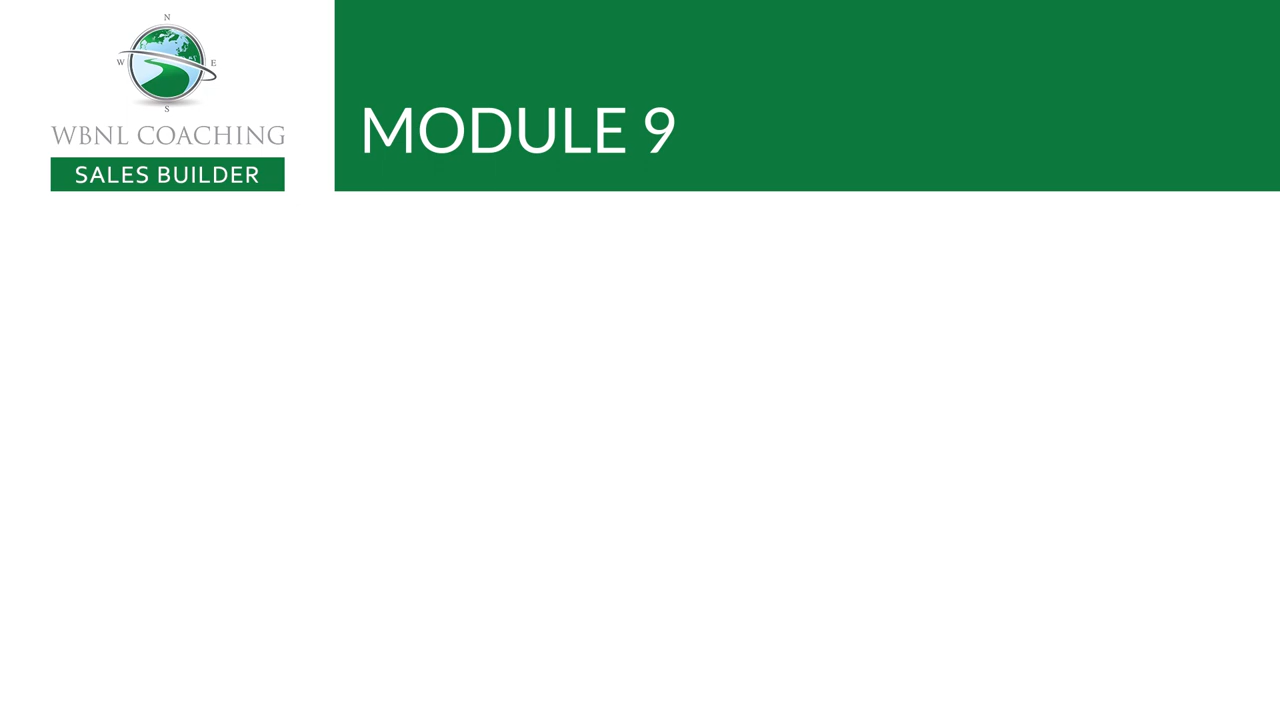 N
W E
S
WBNL COACHING
SALES BUILDER
MODULE 9